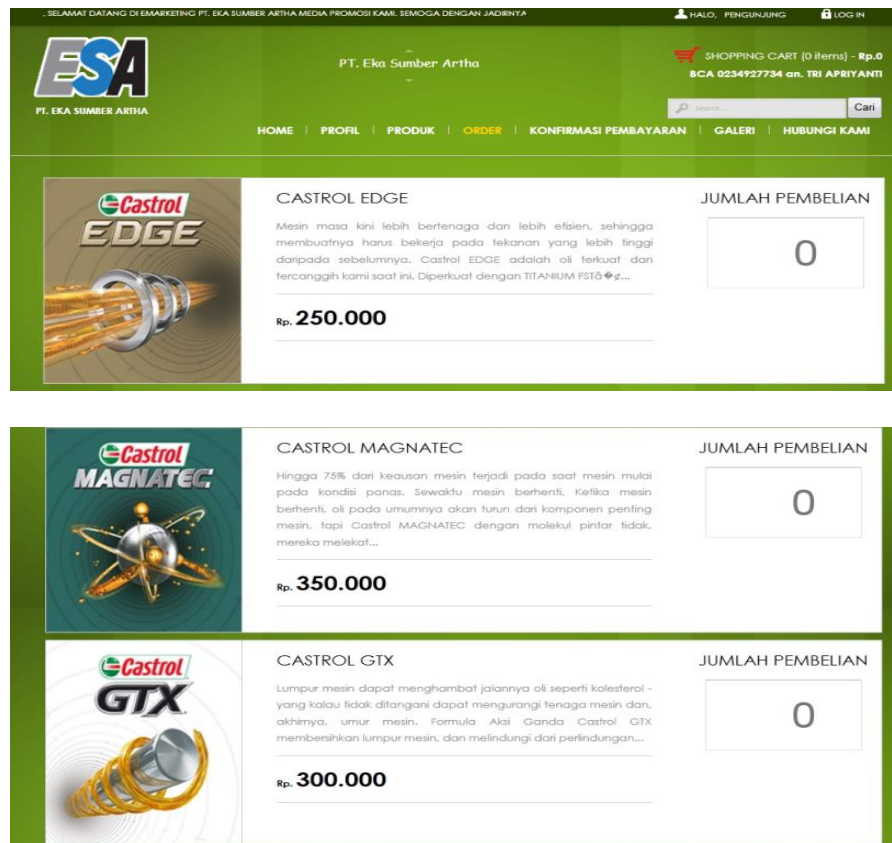 . SELAMAT DATANG DI EMARKETING PT. EKA SUMBER ARTHA MEDIA PROMOSI KAMI. SEMOGA DENGAN JADIRNYA
HALO, PENGUNJUNG
LOG IN
ESA
PT. EKA SUMBER ARTHA
PT. Eka Sumber Artha
SHOPPING CART (0 items) - Rp.0
BCA 0234927734 an. TRI APRIYANTI
Search...
Cari
HOME | PROFIL | PRODUK | ORDER | KONFIRMASI PEMBAYARAN | GALERI | HUBUNGI KAMI
Castrol
EDGE
CASTROL EDGE
Mesin masa kini lebih bertenaga dan lebih efisien, sehingga
membuatnya harus bekerja pada tekanan yang lebih tinggi
daripada sebelumnya. Castrol EDGE adalah oli terkuat dan
tercanggih kami saat ini. Diperkuat dengan TITANIUM FSTâ�¢...
Rp. 250.000
JUMLAH PEMBELIAN
0
Castrol
MAGNATEC
CASTROL MAGNATEC
Hingga 75% dari keausan mesin terjadi pada saat mesin mulai
pada kondisi panas. Sewaktu mesin berhenti, Ketika mesin
berhenti, oli pada umumnya akan turun dari komponen penting
mesin, tapi Castrol MAGNATEC dengan molekul pintar tidak,
mereka melekat...
Rp. 350.000
JUMLAH PEMBELIAN
0
Castrol
GTX
CASTROL GTX
Lumpur mesin dapat menghambat jalannya oli seperti kolesterol -
yang kalau tidak ditangani dapat mengurangi tenaga mesin dan,
akhirnya, umur mesin. Formula Aksi Ganda Castrol GTX
membersihkan lumpur mesin, dan melindungi dari perlindungan...
Rp. 300.000
JUMLAH PEMBELIAN
0